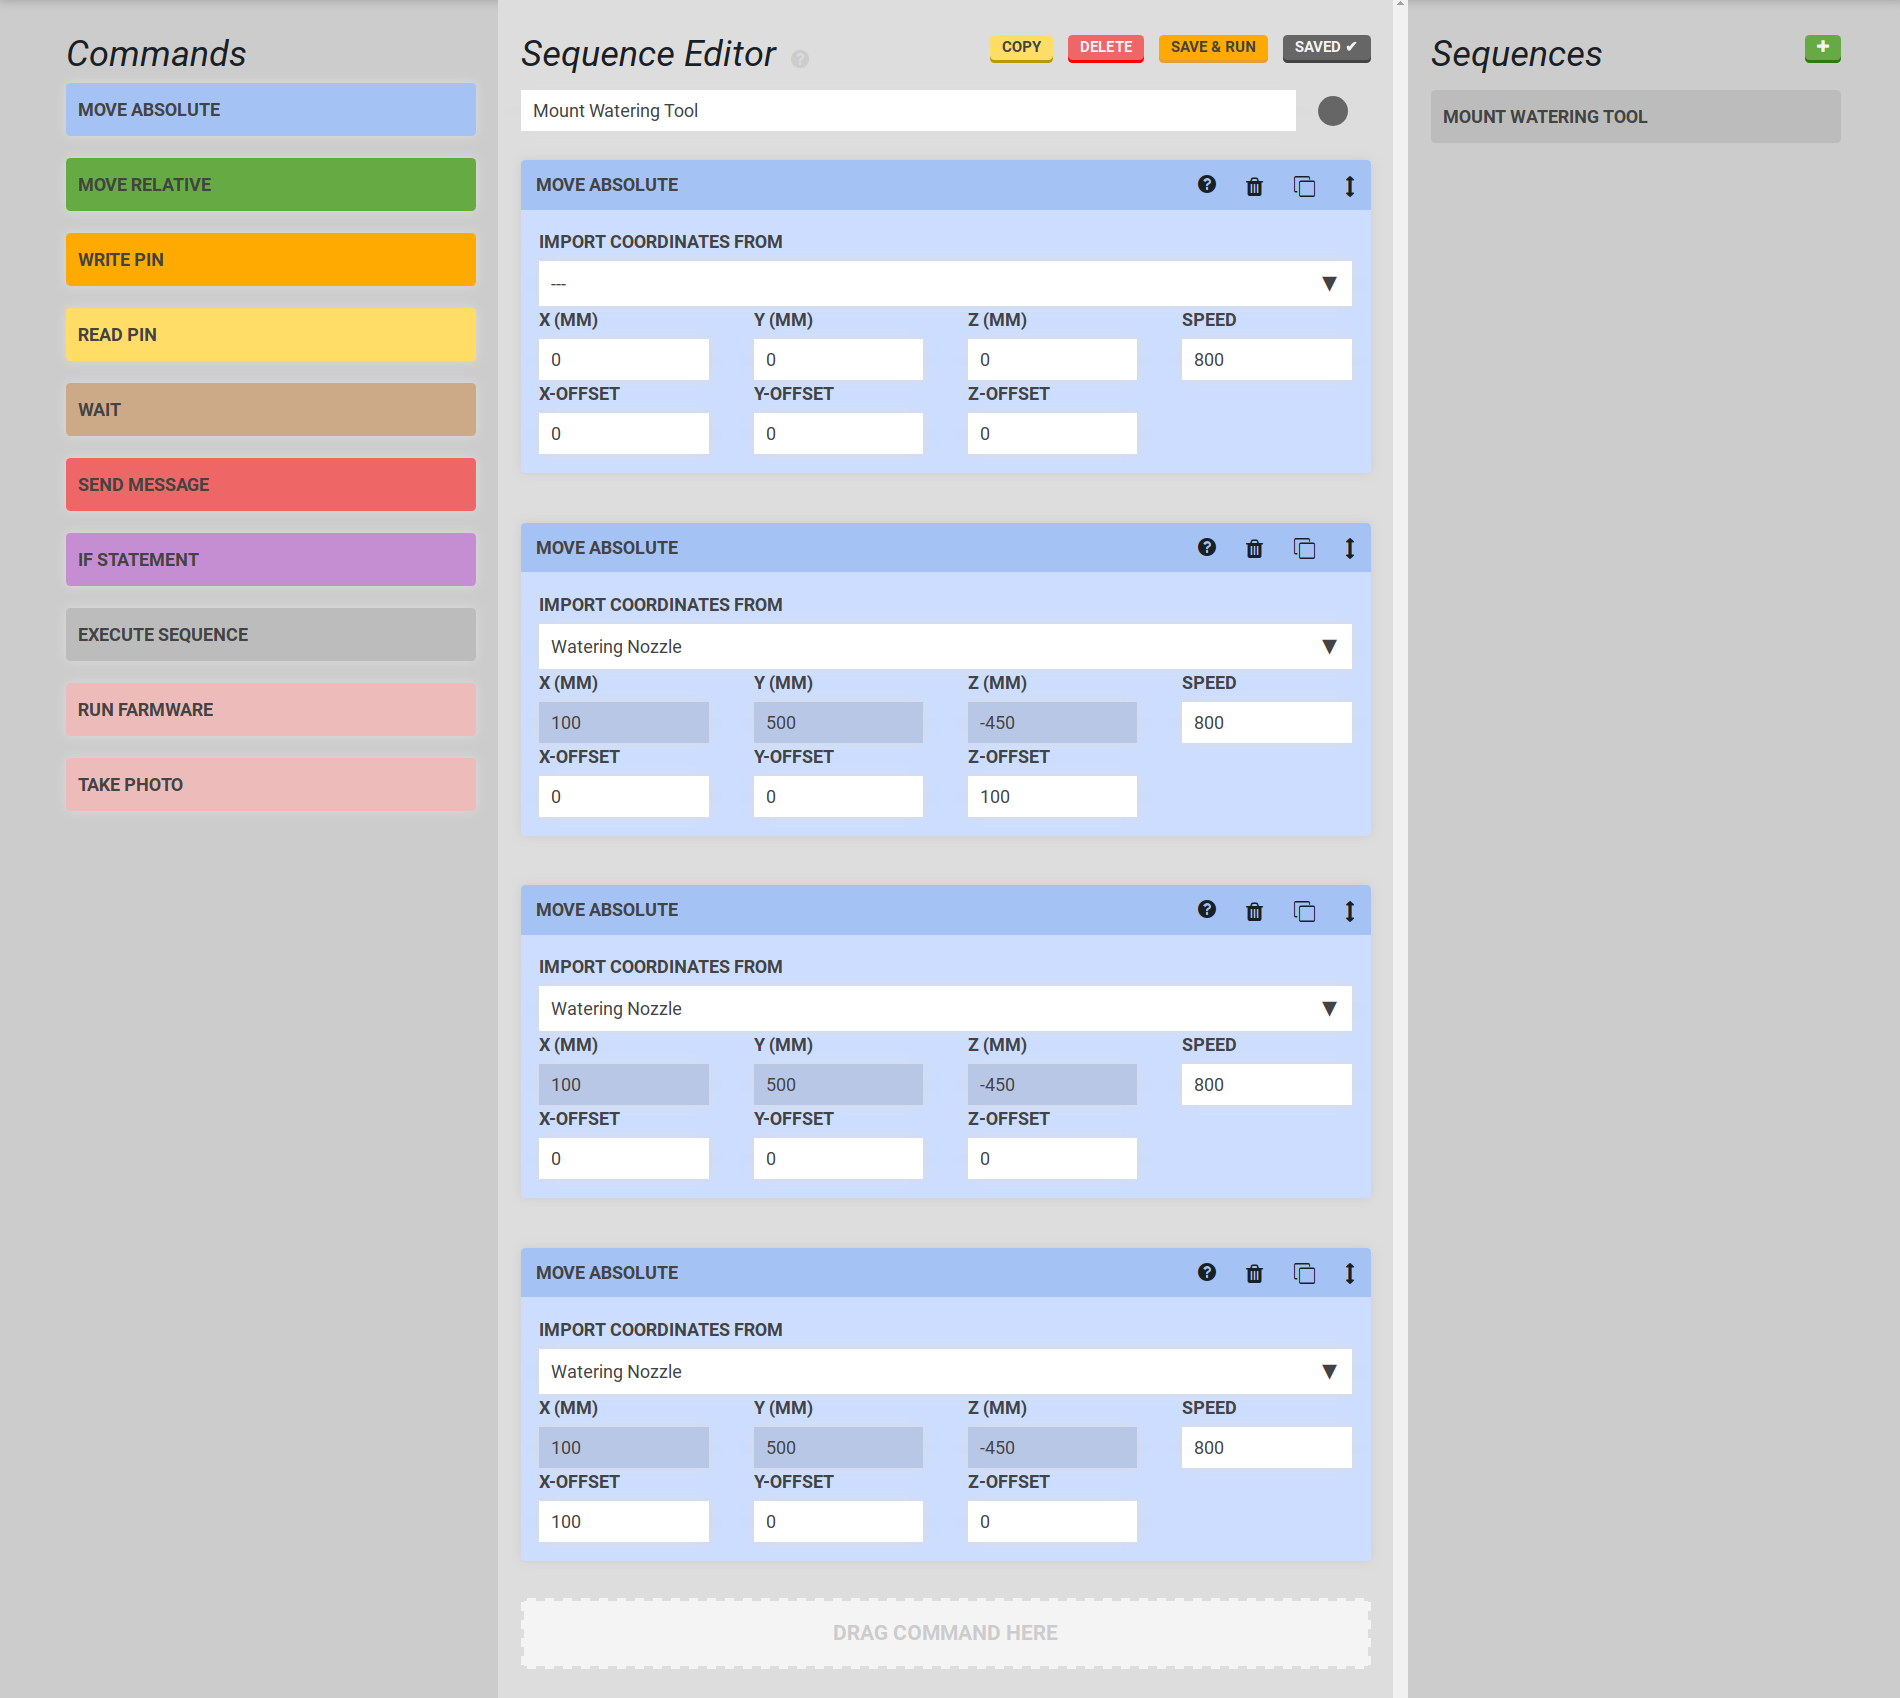 Commands
MOVE ABSOLUTE
MOVE RELATIVE
WRITE PIN
READ PIN
WAIT
SEND MESSAGE
IF STATEMENT
EXECUTE SEQUENCE
RUN FARMWARE
TAKE PHOTO
Sequence Editor ?
COPY DELETE SAVE & RUN SAVED ✔
Mount Watering Tool
MOVE ABSOLUTE ?
IMPORT COORDINATES FROM
--- ▼
X (MM) Y (MM) Z (MM) SPEED
0 0 0 800
X-OFFSET Y-OFFSET Z-OFFSET
0 0 0
MOVE ABSOLUTE ?
IMPORT COORDINATES FROM
Watering Nozzle ▼
X (MM) Y (MM) Z (MM) SPEED
100 500 -450 800
X-OFFSET Y-OFFSET Z-OFFSET
0 0 100
MOVE ABSOLUTE ?
IMPORT COORDINATES FROM
Watering Nozzle ▼
X (MM) Y (MM) Z (MM) SPEED
100 500 -450 800
X-OFFSET Y-OFFSET Z-OFFSET
0 0 0
MOVE ABSOLUTE ?
IMPORT COORDINATES FROM
Watering Nozzle ▼
X (MM) Y (MM) Z (MM) SPEED
100 500 -450 800
X-OFFSET Y-OFFSET Z-OFFSET
100 0 0
DRAG COMMAND HERE
Sequences +
MOUNT WATERING TOOL